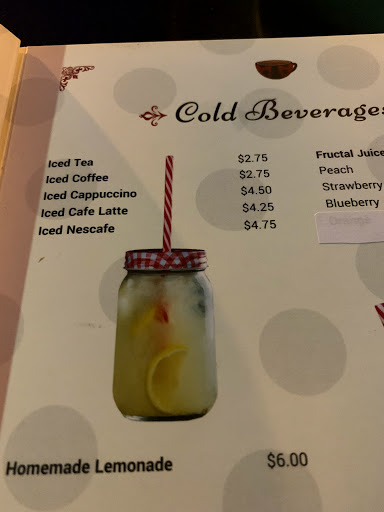 Cold Beverages
Iced Tea $2.75
Iced Coffee $2.75
Iced Cappuccino $4.50
Iced Cafe Latte $4.25
Iced Nescafe $4.75
Fructal Juice
Peach
Strawberry
Blueberry
Orange
Homemade Lemonade $6.00